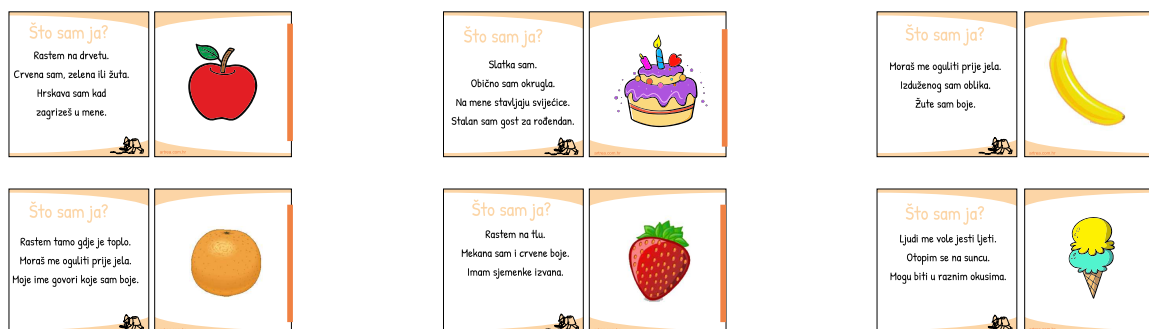 Što sam ja?
Rastem na drvetu.
Crvena sam, zelena ili žuta.
Hrskava sam kad
zagrizeš u mene.
Što sam ja?
Slatka sam.
Obično sam okrugla.
Na mene stavljaju svijećice.
Stalan sam gost za rođendan.
Što sam ja?
Moraš me oguliti prije jela.
Izduženog sam oblika.
Žute sam boje.
Što sam ja?
Rastem tamo gdje je toplo.
Moraš me oguliti prije jela.
Moje ime govori koje sam boje.
Što sam ja?
Rastem na tlu.
Mekana sam i crvene boje.
Imam sjemenke izvana.
Što sam ja?
Ljudi me vole jesti ljeti.
Otopim se na suncu.
Mogu biti u raznim okusima.